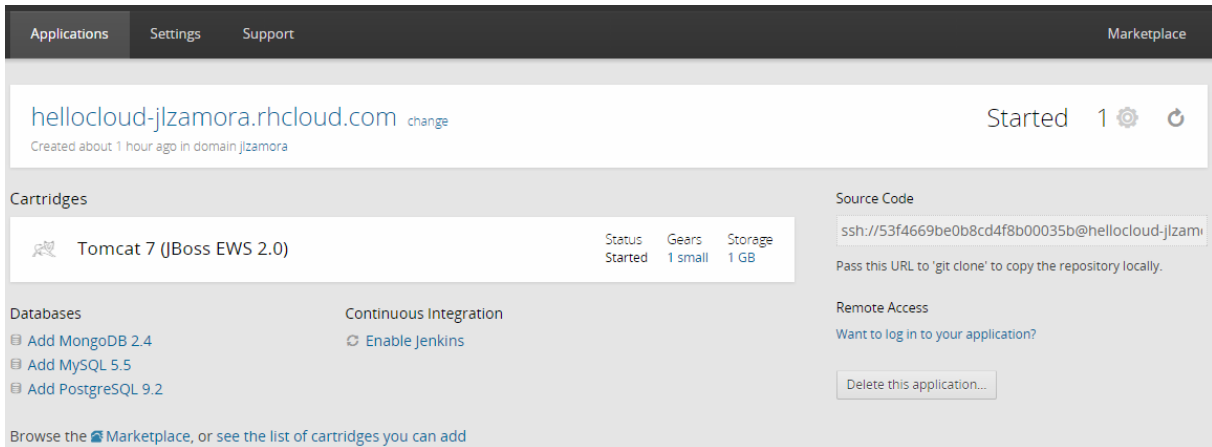 Applications Settings Support Marketplace
hellocloud-jlzamora.rhcloud.com change Started 1
Created about 1 hour ago in domain jlzamora
Cartridges
Tomcat 7 (JBoss EWS 2.0)
Status Gears Storage
Started 1 small 1 GB
Source Code
ssh://53f4669be0b8cd4f8b00035b@hellocloud-jlzam
Pass this URL to 'git clone' to copy the repository locally.
Databases
Add MongoDB 2.4
Add MySQL 5.5
Add PostgreSQL 9.2
Continuous Integration
Enable Jenkins
Remote Access
Want to log in to your application?
Delete this application...
Browse the Marketplace, or see the list of cartridges you can add